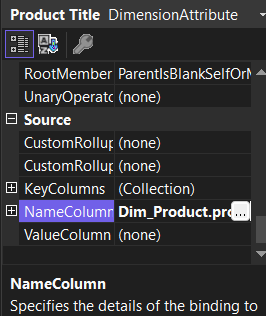 Product Title DimensionAttribute
RootMember ParentIsBlankSelfOrM
UnaryOperato (none)
Source
CustomRollup (none)
CustomRollup (none)
KeyColumns (Collection)
NameColumn Dim_Product.pro ...
ValueColumn (none)
NameColumn
Specifies the details of the binding to